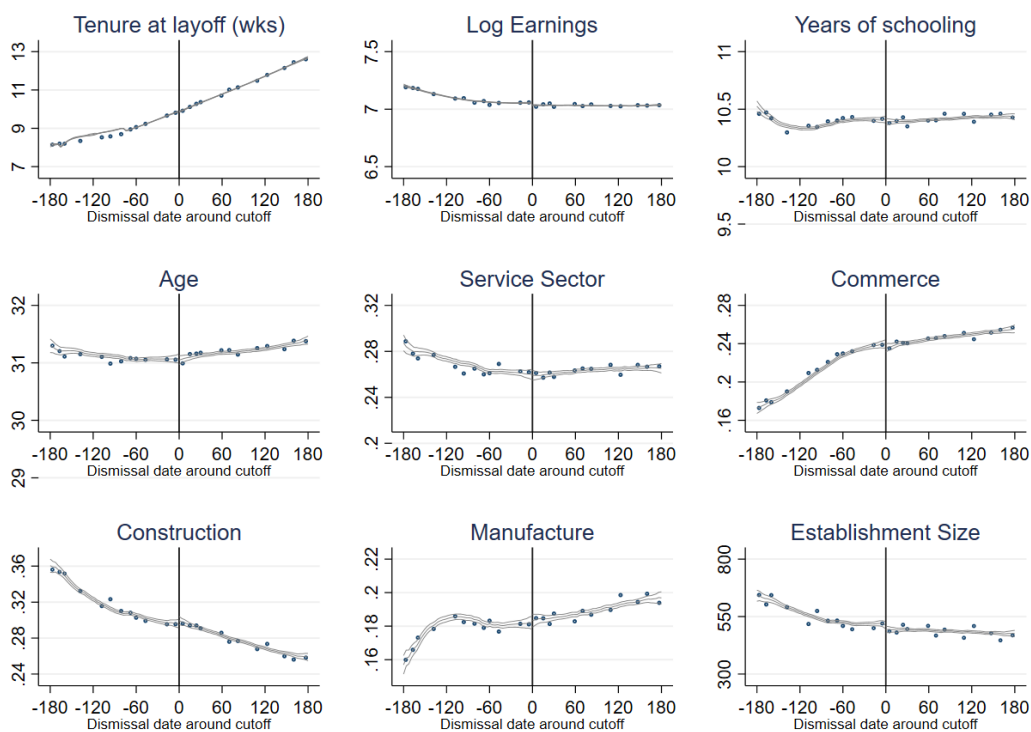 Tenure at layoff (wks)
13
11
9
7
-180 -120 -60 0 60 120 180
Dismissal date around cutoff
Log Earnings
7.5
7
6.5
-180 -120 -60 0 60 120 180
Dismissal date around cutoff
Years of schooling
11
10.5
10
9.5
-180 -120 -60 0 60 120 180
Dismissal date around cutoff
Age
32
31
30
29
-180 -120 -60 0 60 120 180
Dismissal date around cutoff
Service Sector
.32
.28
.24
.2
-180 -120 -60 0 60 120 180
Dismissal date around cutoff
Commerce
.28
.24
.2
.16
-180 -120 -60 0 60 120 180
Dismissal date around cutoff
Construction
.36
.32
.28
.24
-180 -120 -60 0 60 120 180
Dismissal date around cutoff
Manufacture
.22
.2
.18
.16
-180 -120 -60 0 60 120 180
Dismissal date around cutoff
Establishment Size
800
550
300
-180 -120 -60 0 60 120 180
Dismissal date around cutoff